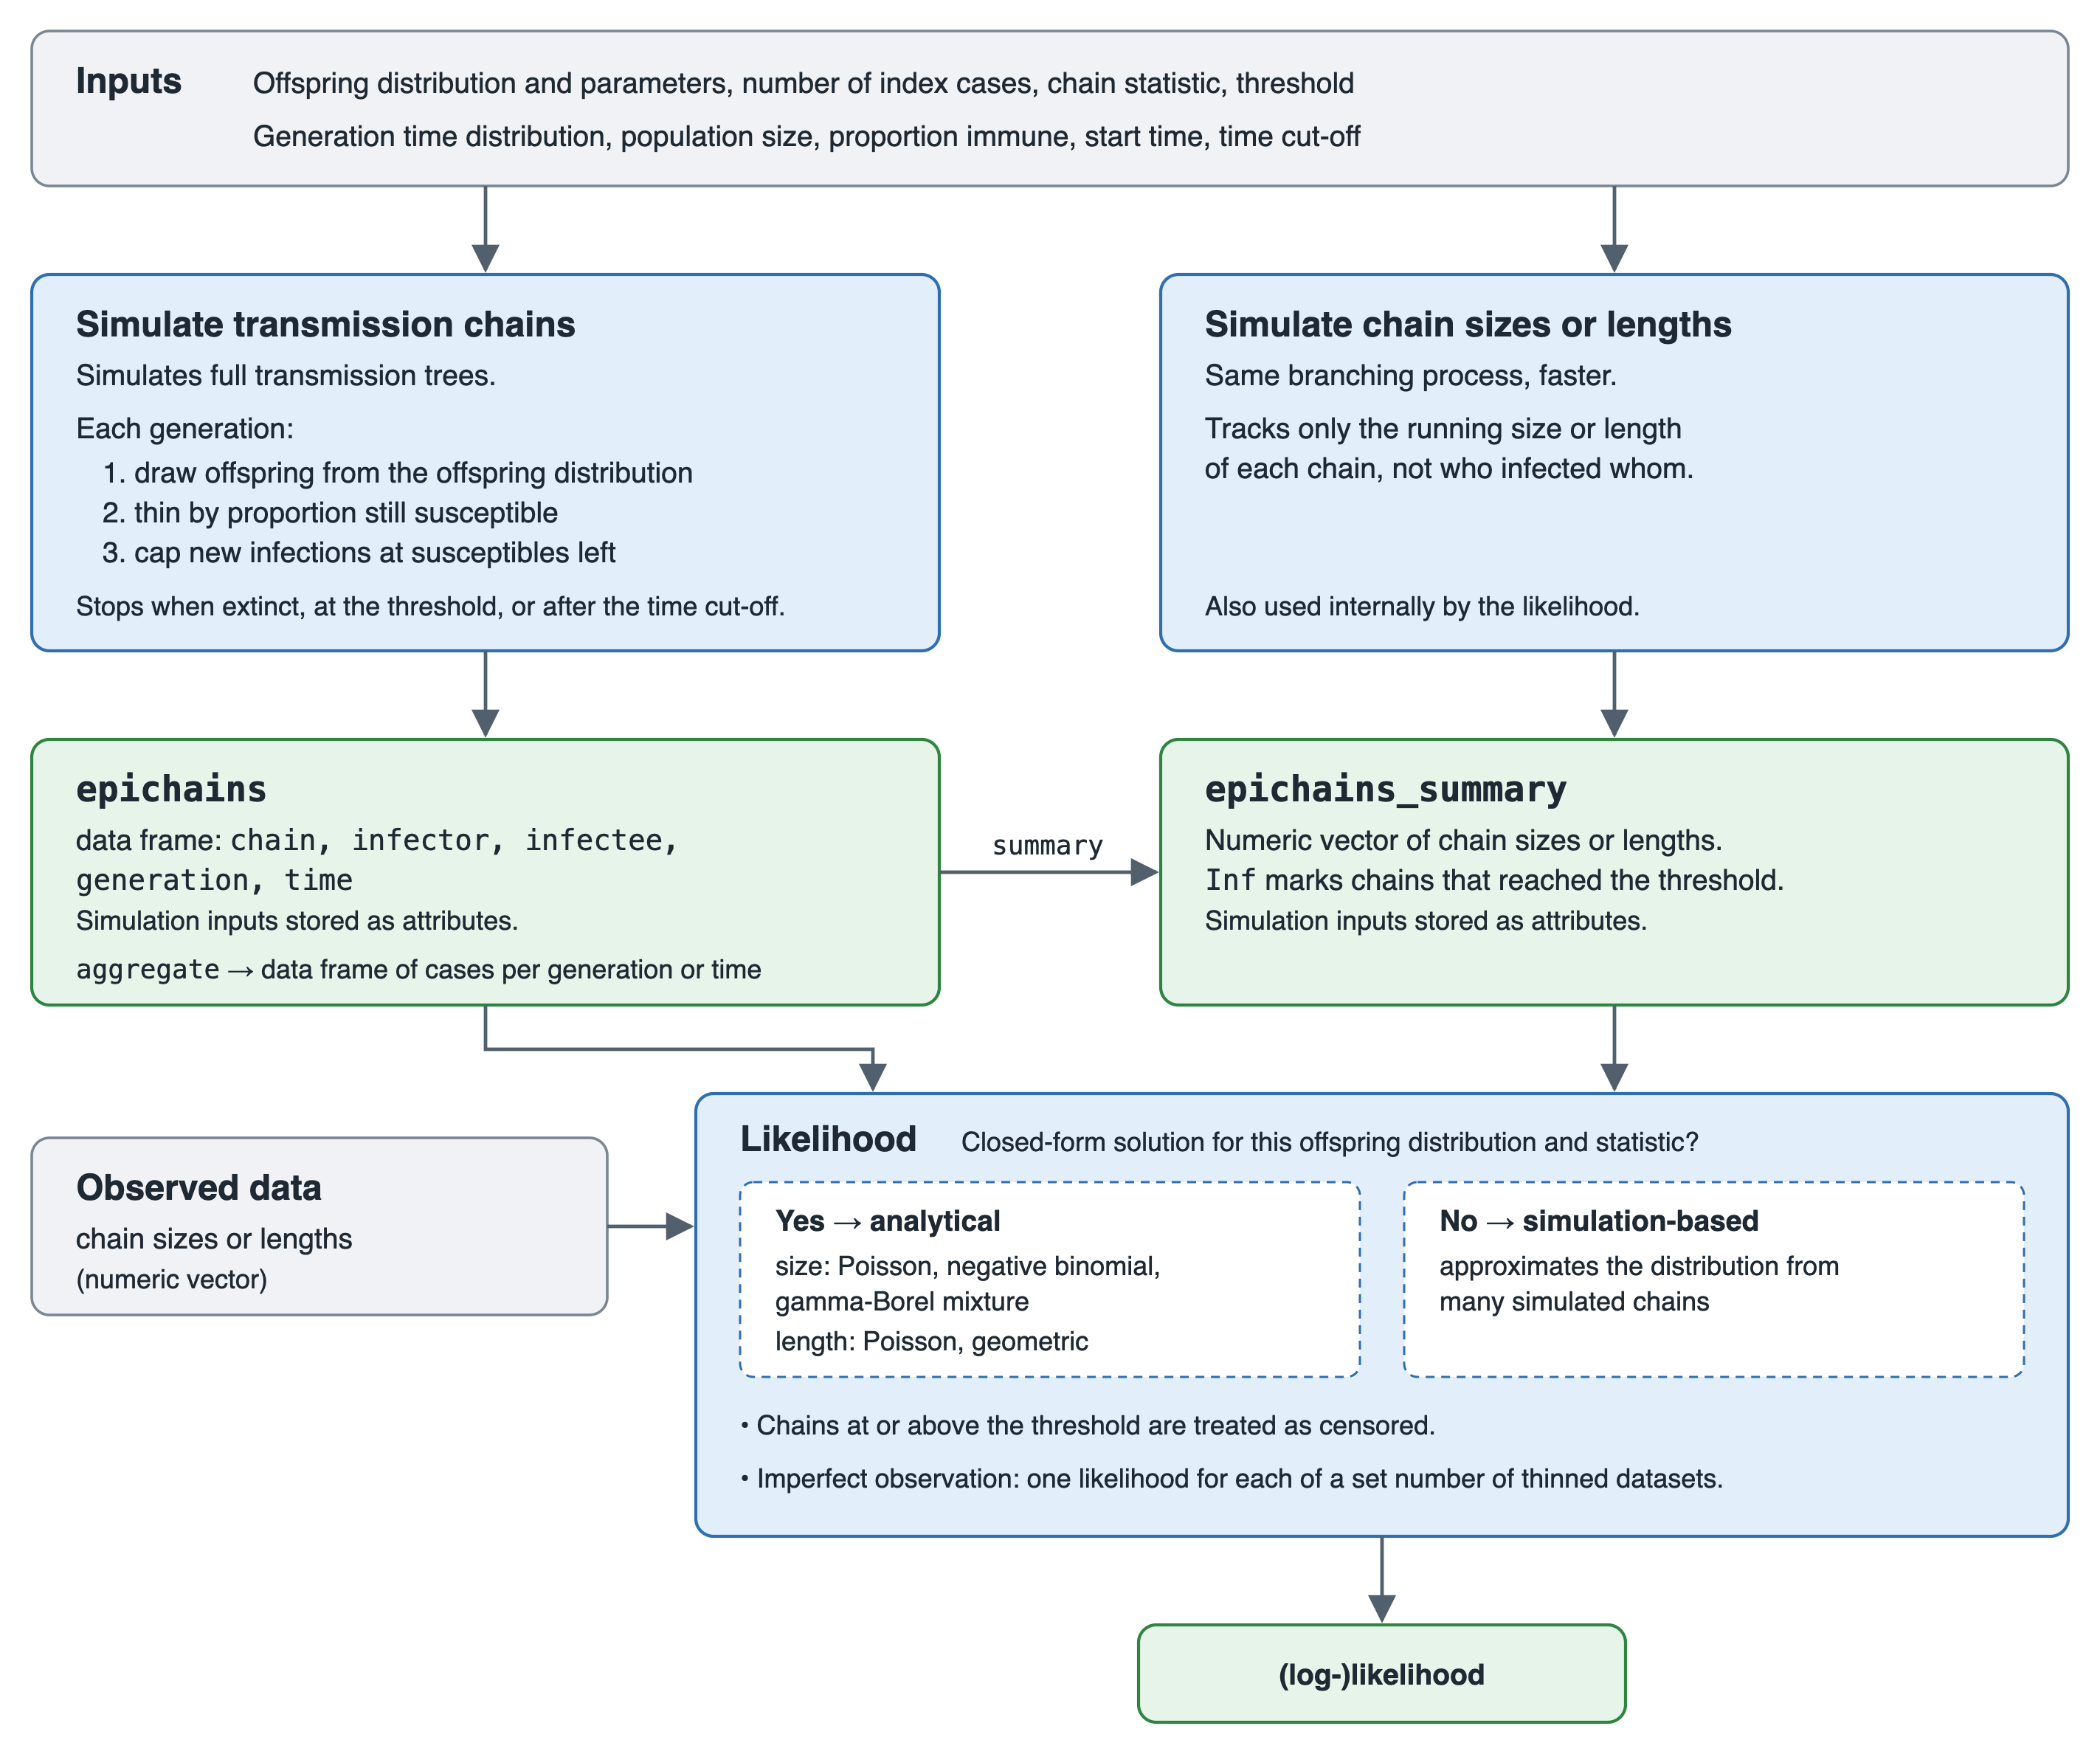 Inputs
Offspring distribution and parameters, number of index cases, chain statistic, threshold
Generation time distribution, population size, proportion immune, start time, time cut-off
Simulate transmission chains
Simulates full transmission trees.
Each generation:
1. draw offspring from the offspring distribution
2. thin by proportion still susceptible
3. cap new infections at susceptibles left
Stops when extinct, at the threshold, or after the time cut-off.
Simulate chain sizes or lengths
Same branching process, faster.
Tracks only the running size or length
of each chain, not who infected whom.
Also used internally by the likelihood.
epichains
data frame: chain, infector, infectee,
generation, time
Simulation inputs stored as attributes.
aggregate → data frame of cases per generation or time
summary
epichains_summary
Numeric vector of chain sizes or lengths.
Inf marks chains that reached the threshold.
Simulation inputs stored as attributes.
Observed data
chain sizes or lengths
(numeric vector)
Likelihood
Closed-form solution for this offspring distribution and statistic?
Yes → analytical
size: Poisson, negative binomial,
gamma-Borel mixture
length: Poisson, geometric
No → simulation-based
approximates the distribution from
many simulated chains
• Chains at or above the threshold are treated as censored.
• Imperfect observation: one likelihood for each of a set number of thinned datasets.
(log-)likelihood